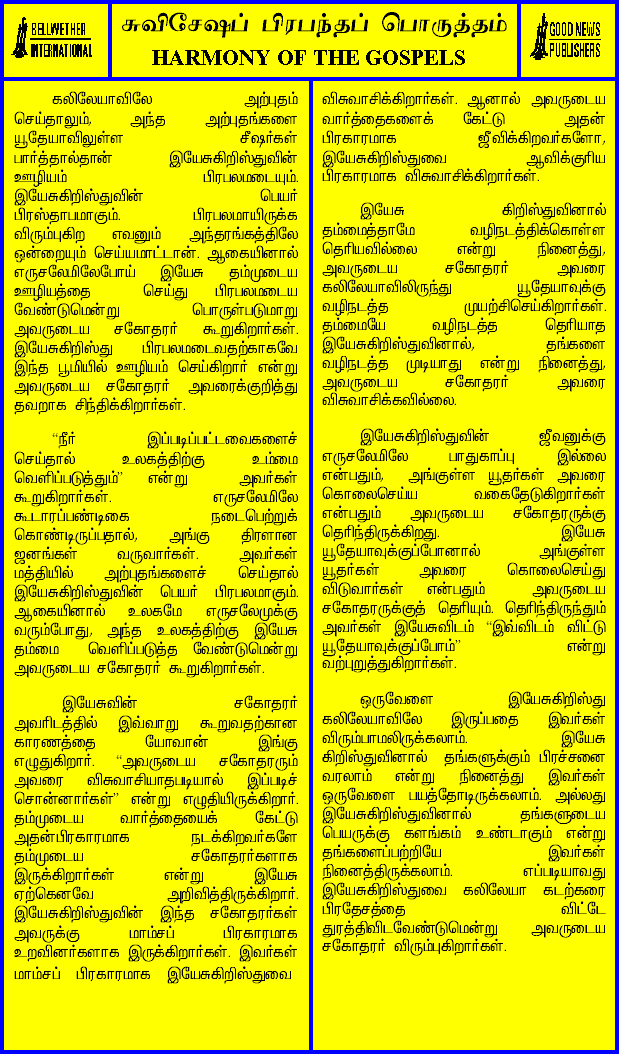 BELLWETHER
INTERNATIONAL
சுவிசேஷப் பிரபந்தப் பொருத்தம்
HARMONY OF THE GOSPELS
GOOD NEWS
PUBLISHERS
கலிலேயாவிலே அற்புதம்
செய்தாலும், அந்த அற்புதங்களை
யூதேயாவிலுள்ள சீஷர்கள்
பார்த்தால்தான் இயேசுகிறிஸ்துவின்
ஊழியம் பிரபலமடையும்.
இயேசுகிறிஸ்துவின் பெயர்
பிரஸ்தாபமாகும். பிரபலமாயிருக்க
விரும்புகிற எவனும் அந்தரங்கத்திலே
ஒன்றையும் செய்யமாட்டான். ஆகையினால்
எருசலேமிலேபோய் இயேசு தம்முடைய
ஊழியத்தை செய்து பிரபலமடைய
வேண்டுமென்று பொருள்படுமாறு
அவருடைய சகோதரர் கூறுகிறார்கள்.
இயேசுகிறிஸ்து பிரபலமடைவதற்காகவே
இந்த பூமியில் ஊழியம் செய்கிறார் என்று
அவருடைய சகோதரர் அவரைக்குறித்து
தவறாக சிந்திக்கிறார்கள்.
“நீர் இப்படிப்பட்டவைகளைச்
செய்தால் உலகத்திற்கு உம்மை
வெளிப்படுத்தும்” என்று அவர்கள்
கூறுகிறார்கள். எருசலேமிலே
கூடாரப்பண்டிகை நடைபெற்றுக்
கொண்டிருப்பதால், அங்கு திரளான
ஜனங்கள் வருவார்கள். அவர்கள்
மத்தியில் அற்புதங்களைச் செய்தால்
இயேசுகிறிஸ்துவின் பெயர் பிரபலமாகும்.
ஆகையினால் உலகமே எருசலேமுக்கு
வரும்போது, அந்த உலகத்திற்கு இயேசு
தம்மை வெளிப்படுத்த வேண்டுமென்று
அவருடைய சகோதரர் கூறுகிறார்கள்.
இயேசுவின் சகோதரர்
அவரிடத்தில் இவ்வாறு கூறுவதற்கான
காரணத்தை யோவான் இங்கு
எழுதுகிறார். “அவருடைய சகோதரரும்
அவரை விசுவாசியாதபடியால் இப்படிச்
சொன்னார்கள்” என்று எழுதியிருக்கிறார்.
தம்முடைய வார்த்தையைக் கேட்டு
அதன்பிரகாரமாக நடக்கிறவர்களே
தம்முடைய சகோதரர்களாக
இருக்கிறார்கள் என்று இயேசு
ஏற்கெனவே அறிவித்திருக்கிறார்.
இயேசுகிறிஸ்துவின் இந்த சகோதரர்கள்
அவருக்கு மாம்சப் பிரகாரமாக
உறவினர்களாக இருக்கிறார்கள். இவர்கள்
மாம்சப் பிரகாரமாக இயேசுகிறிஸ்துவை
விசுவாசிக்கிறார்கள். ஆனால் அவருடைய
வார்த்தைகளைக் கேட்டு அதன்
பிரகாரமாக ஜீவிக்கிறவர்களோ,
இயேசுகிறிஸ்துவை ஆவிக்குரிய
பிரகாரமாக விசுவாசிக்கிறார்கள்.
இயேசு கிறிஸ்துவினால்
தம்மைத்தாமே வழிநடத்திக்கொள்ள
தெரியவில்லை என்று நினைத்து,
அவருடைய சகோதரர் அவரை
கலிலேயாவிலிருந்து யூதேயாவுக்கு
வழிநடத்த முயற்சிசெய்கிறார்கள்.
தம்மையே வழிநடத்த தெரியாத
இயேசுகிறிஸ்துவினால், தங்களை
வழிநடத்த முடியாது என்று நினைத்து,
அவருடைய சகோதரர் அவரை
விசுவாசிக்கவில்லை.
இயேசுகிறிஸ்துவின் ஜீவனுக்கு
எருசலேமிலே பாதுகாப்பு இல்லை
என்பதும், அங்குள்ள யூதர்கள் அவரை
கொலைசெய்ய வகைதேடுகிறார்கள்
என்பதும் அவருடைய சகோதரருக்கு
தெரிந்திருக்கிறது. இயேசு
யூதேயாவுக்குப்போனால் அங்குள்ள
யூதர்கள் அவரை கொலைசெய்து
விடுவார்கள் என்பதும் அவருடைய
சகோதரருக்குத் தெரியும். தெரிந்திருந்தும்
அவர்கள் இயேசுவிடம் “இவ்விடம் விட்டு
யூதேயாவுக்குப்போம்” என்று
வற்புறுத்துகிறார்கள்.
ஒருவேளை இயேசுகிறிஸ்து
கலிலேயாவிலே இருப்பதை இவர்கள்
விரும்பாமலிருக்கலாம். இயேசு
கிறிஸ்துவினால் தங்களுக்கும் பிரச்சனை
வரலாம் என்று நினைத்து இவர்கள்
ஒருவேளை பயத்தோடிருக்கலாம். அல்லது
இயேசுகிறிஸ்துவினால் தங்களுடைய
பெயருக்கு களங்கம் உண்டாகும் என்று
தங்களைப்பற்றியே இவர்கள்
நினைத்திருக்கலாம். எப்படியாவது
இயேசுகிறிஸ்துவை கலிலேயா கடற்கரை
பிரதேசத்தை விட்டே
துரத்திவிடவேண்டுமென்று அவருடைய
சகோதரர் விரும்புகிறார்கள்.